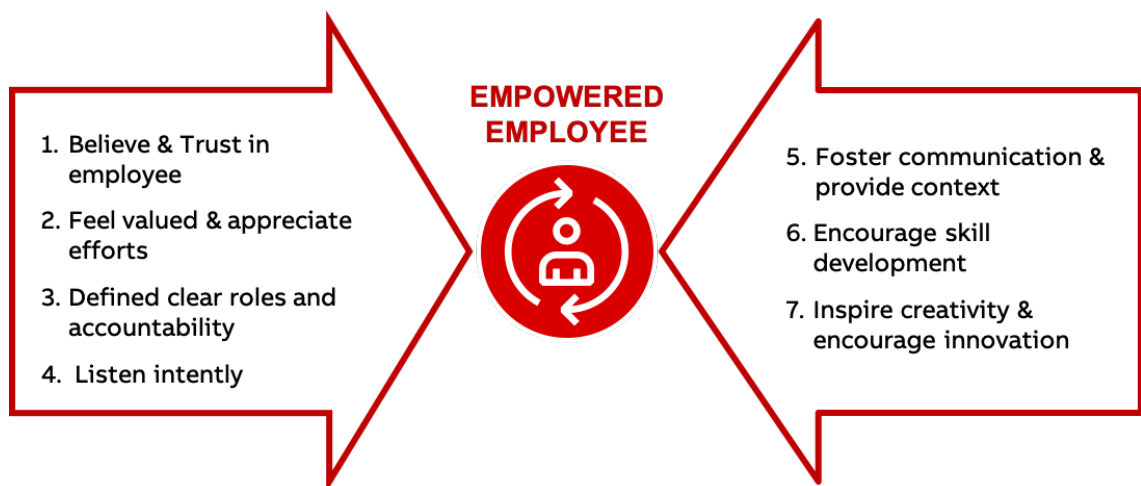 EMPOWERED
EMPLOYEE
1. Believe & Trust in
employee
2. Feel valued & appreciate
efforts
3. Defined clear roles and
accountability
4. Listen intently
5. Foster communication &
provide context
6. Encourage skill
development
7. Inspire creativity &
encourage innovation